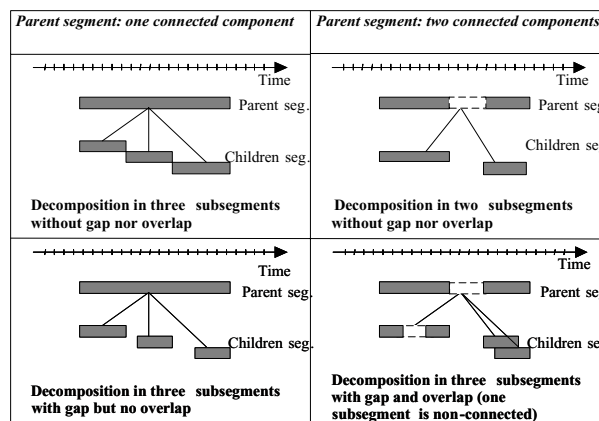 Parent segment: one connected component
Parent segment: two connected components
Time
Parent seg.
Children seg.
Decomposition in three subsegments
without gap nor overlap
Time
Parent seg
Children se
Decomposition in two subsegments
without gap nor overlap
Time
Parent seg.
Children seg.
Decomposition in three subsegments
with gap but no overlap
Time
Parent seg.
Children seg
Decomposition in three subsegments
with gap and overlap (one
subsegment is non-connected)